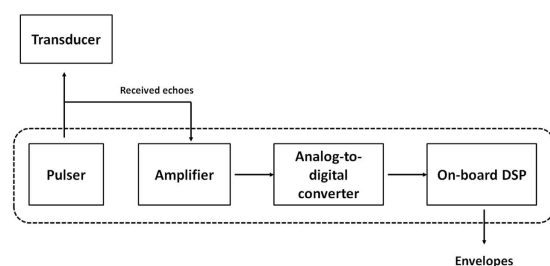 Transducer
Received echoes
Pulser
Amplifier
Analog-to-
digital
converter
On-board DSP
Envelopes